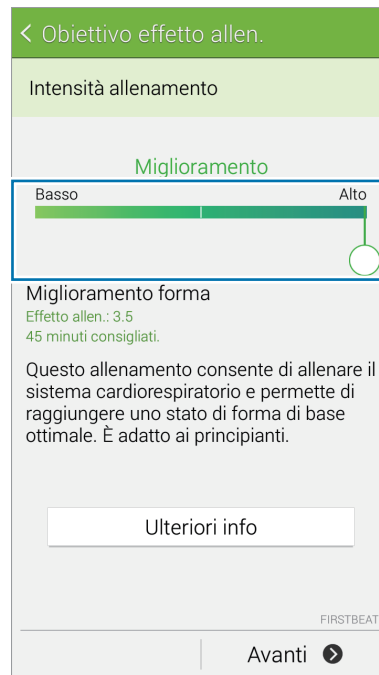 Obiettivo effetto allen.
Intensità allenamento
Miglioramento
Basso Alto
Miglioramento forma
Effetto allen.: 3.5
45 minuti consigliati.
Questo allenamento consente di allenare il
sistema cardiorespiratorio e permette di
raggiungere uno stato di forma di base
ottimale. È adatto ai principianti.
Ulteriori info
FIRSTBEAT
Avanti